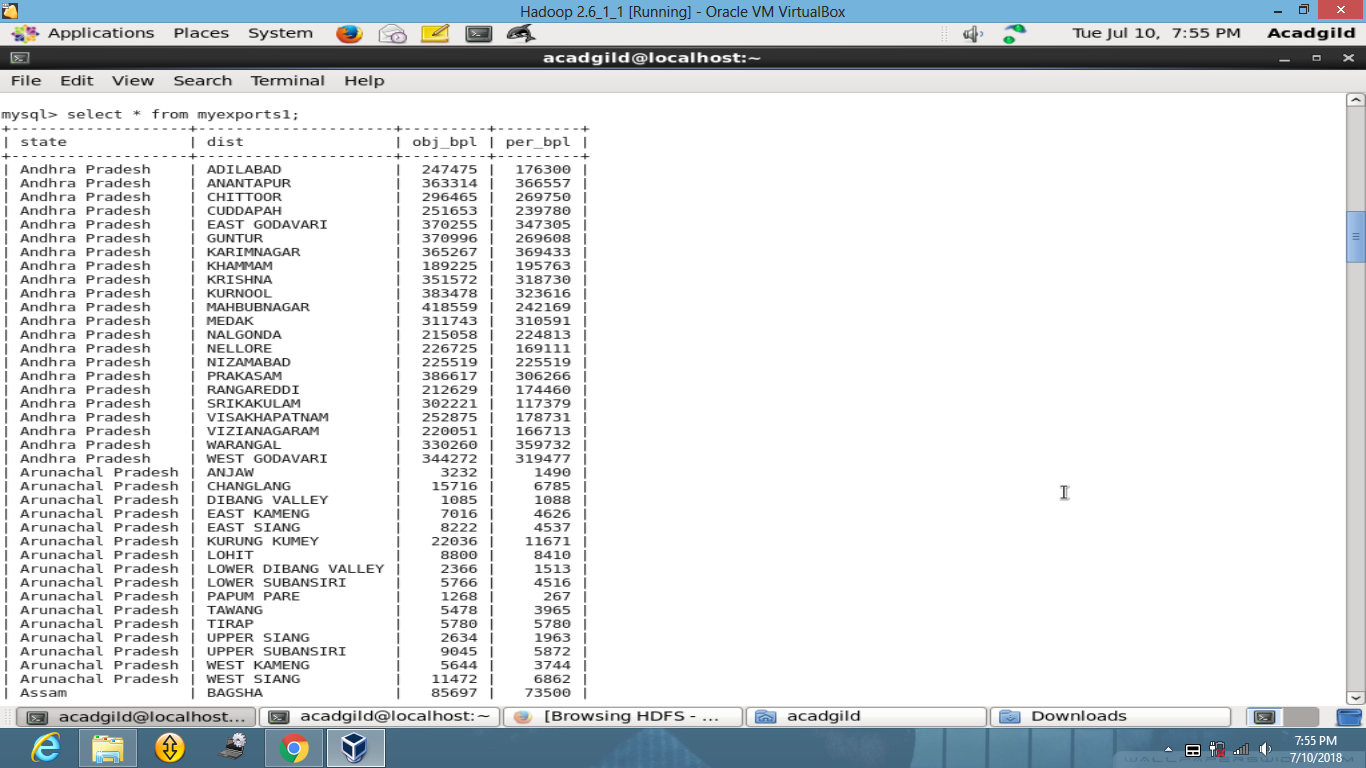 Hadoop 2.6_1_1 [Running] - Oracle VM VirtualBox
Applications Places System Tue Jul 10, 7:55 PM Acadgild
acadgild@localhost:~
File Edit View Search Terminal Help
mysql> select * from myexports1;
+--------------------+----------------------+---------+---------+
| state | dist | obj_bpl | per_bpl |
+--------------------+----------------------+---------+---------+
| Andhra Pradesh | ADILABAD | 247475 | 176300 |
| Andhra Pradesh | ANANTAPUR | 363314 | 366557 |
| Andhra Pradesh | CHITTOOR | 296465 | 269750 |
| Andhra Pradesh | CUDDAPAH | 251653 | 239780 |
| Andhra Pradesh | EAST GODAVARI | 370255 | 347305 |
| Andhra Pradesh | GUNTUR | 370996 | 269608 |
| Andhra Pradesh | KARIMNAGAR | 365267 | 369433 |
| Andhra Pradesh | KHAMMAM | 189225 | 195763 |
| Andhra Pradesh | KRISHNA | 351572 | 318730 |
| Andhra Pradesh | KURNOOL | 383478 | 323616 |
| Andhra Pradesh | MAHBUBNAGAR | 418559 | 242169 |
| Andhra Pradesh | MEDAK | 311743 | 310591 |
| Andhra Pradesh | NALGONDA | 215058 | 224813 |
| Andhra Pradesh | NELLORE | 226725 | 169111 |
| Andhra Pradesh | NIZAMABAD | 225519 | 225519 |
| Andhra Pradesh | PRAKASAM | 386617 | 306266 |
| Andhra Pradesh | RANGAREDDI | 212629 | 174460 |
| Andhra Pradesh | SRIKAKULAM | 302221 | 117379 |
| Andhra Pradesh | VISAKHAPATNAM | 252875 | 178731 |
| Andhra Pradesh | VIZIANAGARAM | 220051 | 166713 |
| Andhra Pradesh | WARANGAL | 330260 | 359732 |
| Andhra Pradesh | WEST GODAVARI | 344272 | 319477 |
| Arunachal Pradesh | ANJAW | 3232 | 1490 |
| Arunachal Pradesh | CHANGLANG | 15716 | 6785 |
| Arunachal Pradesh | DIBANG VALLEY | 1085 | 1088 |
| Arunachal Pradesh | EAST KAMENG | 7016 | 4626 |
| Arunachal Pradesh | EAST SIANG | 8222 | 4537 |
| Arunachal Pradesh | KURUNG KUMEY | 22036 | 11671 |
| Arunachal Pradesh | LOHIT | 8800 | 8410 |
| Arunachal Pradesh | LOWER DIBANG VALLEY | 2366 | 1513 |
| Arunachal Pradesh | LOWER SUBANSIRI | 5766 | 4516 |
| Arunachal Pradesh | PAPUM PARE | 1268 | 267 |
| Arunachal Pradesh | TAWANG | 5478 | 3965 |
| Arunachal Pradesh | TIRAP | 5780 | 5780 |
| Arunachal Pradesh | UPPER SIANG | 2634 | 1963 |
| Arunachal Pradesh | UPPER SUBANSIRI | 9045 | 5872 |
| Arunachal Pradesh | WEST KAMENG | 5644 | 3744 |
| Arunachal Pradesh | WEST SIANG | 11472 | 6862 |
| Assam | BAGSHA | 85697 | 73500 |
acadgild@localhost... acadgild@localhost:~ [Browsing HDFS - ... acadgild Downloads
7:55 PM
7/10/2018